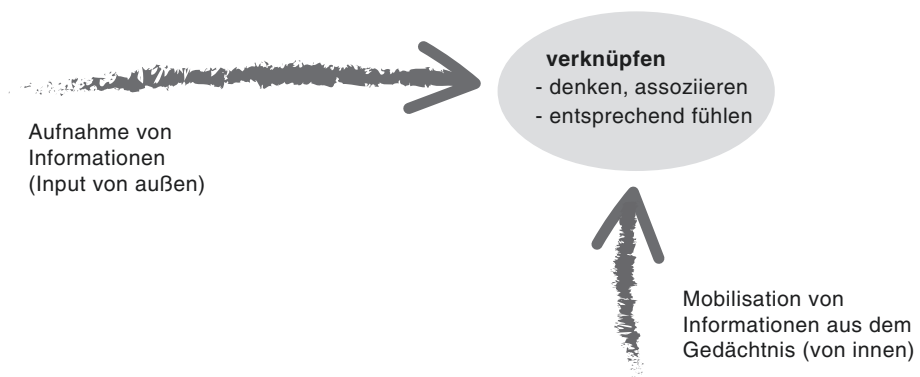 verknüpfen
- denken, assoziieren
- entsprechend fühlen
Aufnahme von
Informationen
(Input von außen)
Mobilisation von
Informationen aus dem
Gedächtnis (von innen)